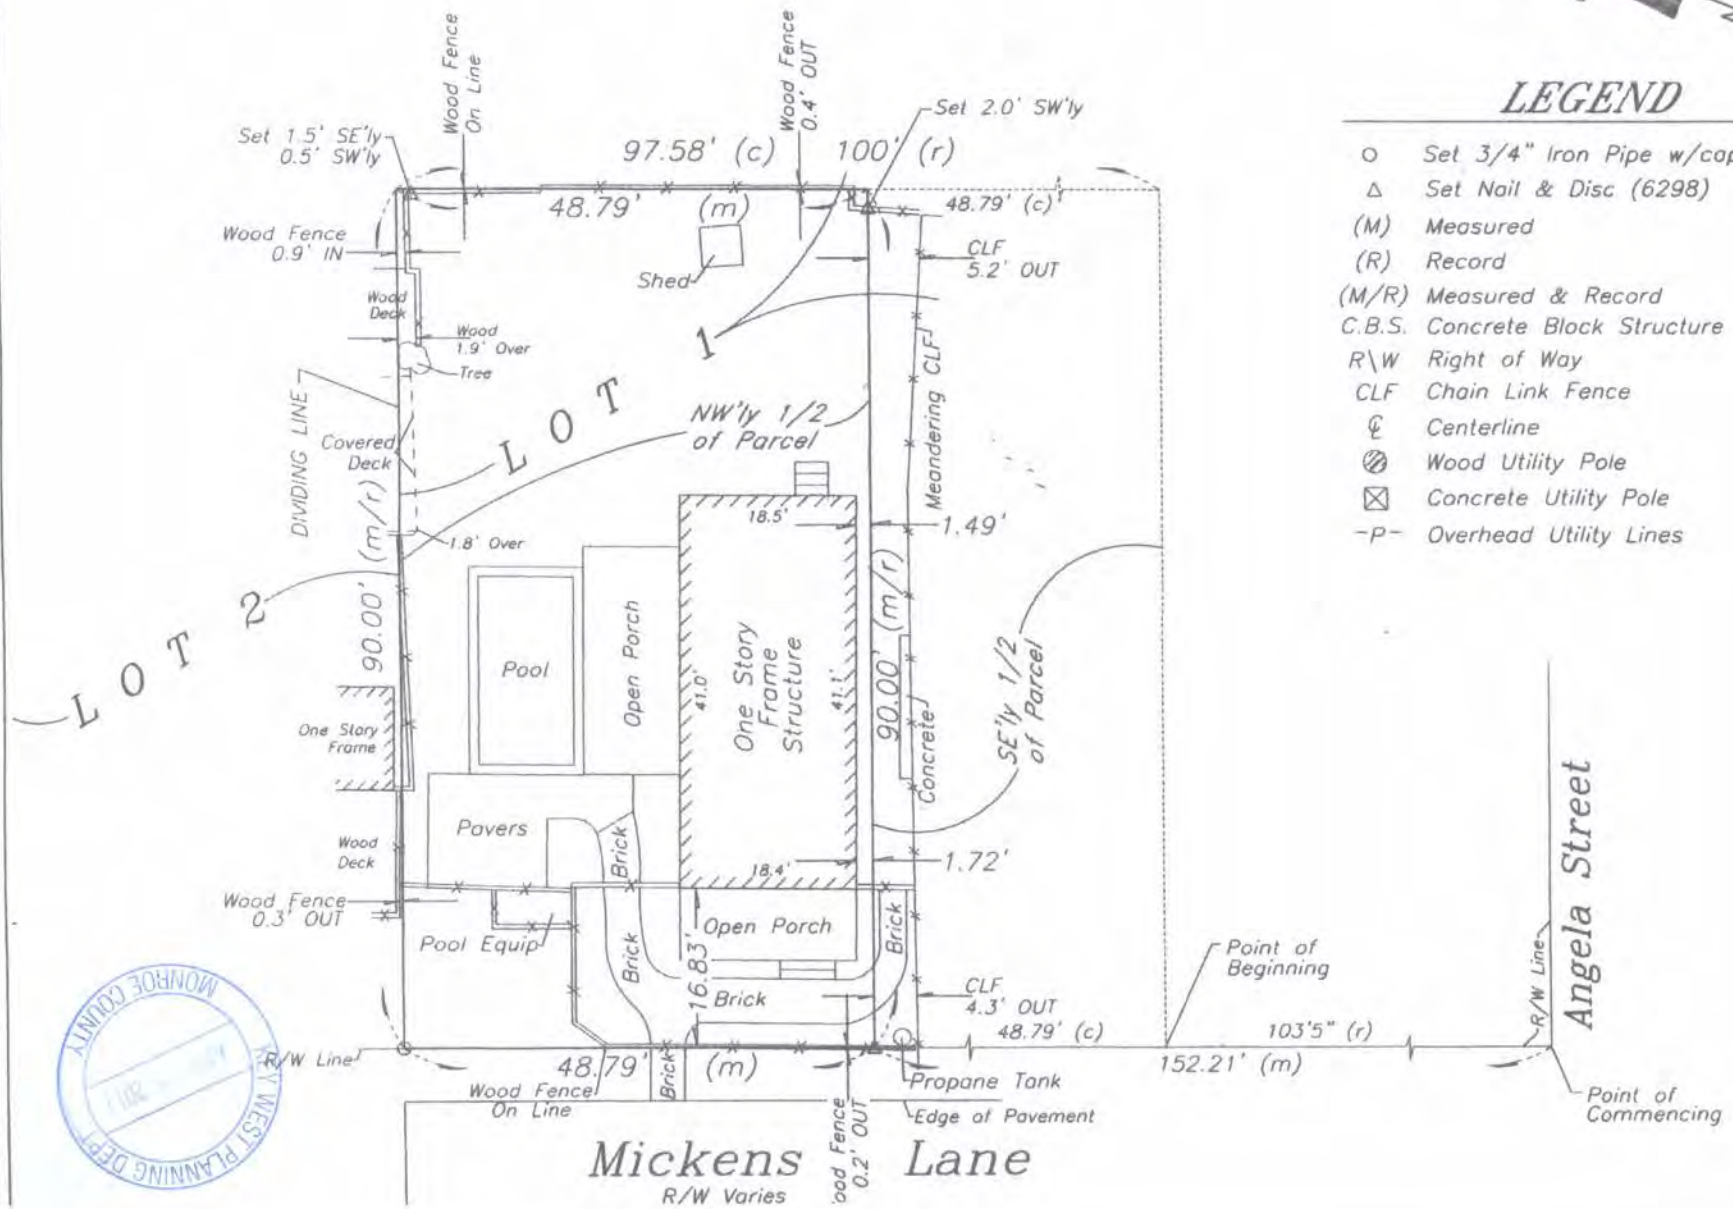 Wood Fence
On Line
Wood Fence
0.4' OUT
Set 2.0' SW'ly
Set 1.5' SE'ly
0.5' SW'ly
97.58' (c)
100' (r)
48.79'
(m)
48.79' (c)
Wood Fence
0.9' IN
Shed
CLF
5.2' OUT
Wood
Deck
Wood
1.9' Over
Tree
DIVIDING LINE
Covered
Deck
LOT 1
NW'ly 1/2
of Parcel
Meandering CLF
18.5'
1.49'
1.8' Over
90.00' (m/r)
LOT 2
Pool
Open Porch
41.0'
One Story
Frame
Structure
41.1'
90.00' (m/r)
Concrete
SE'ly 1/2
of Parcel
One Story
Frame
Pavers
Brick
18.4'
1.72'
Wood
Deck
Wood Fence
0.3' OUT
Pool Equip
Brick
16.83'
Open Porch
Brick
Brick
CLF
4.3' OUT
Point of
Beginning
R/W Line
Angela Street
48.79' (c)
103'5" (r)
152.21' (m)
R/W Line
48.79'
(m)
Wood Fence
On Line
Brick
Propane Tank
Edge of Pavement
0.2' OUT
Point of
Commencing
Mickens Lane
R/W Varies
LEGEND
Set 3/4" Iron Pipe
Set Nail & Disc (6298)
(M) Measured
(R) Record
(M/R) Measured & Record
C.B.S. Concrete Block Structure
R\W Right of Way
CLF Chain Link Fence
℄ Centerline
Wood Utility Pole
Concrete Utility Pole
-P- Overhead Utility Lines
MONROE COUNTY
KEY WEST PLANNING DEPT